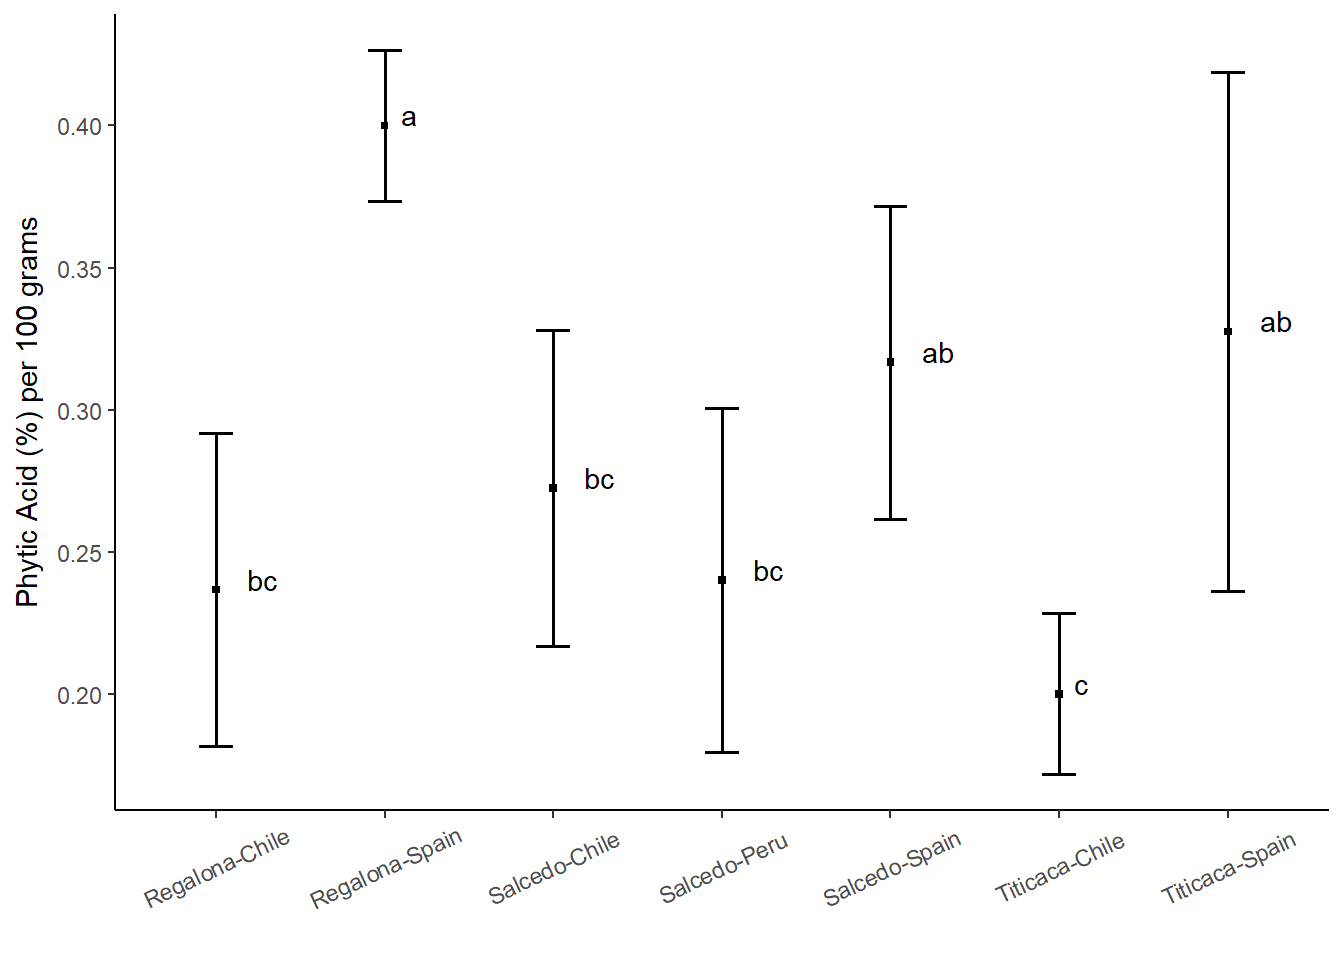 Phytic Acid (%) per 100 grams
0.40
0.35
0.30
0.25
0.20
bc
a
bc
bc
ab
c
ab
Regalona-Chile
Regalona-Spain
Salcedo-Chile
Salcedo-Peru
Salcedo-Spain
Titicaca-Chile
Titicaca-Spain